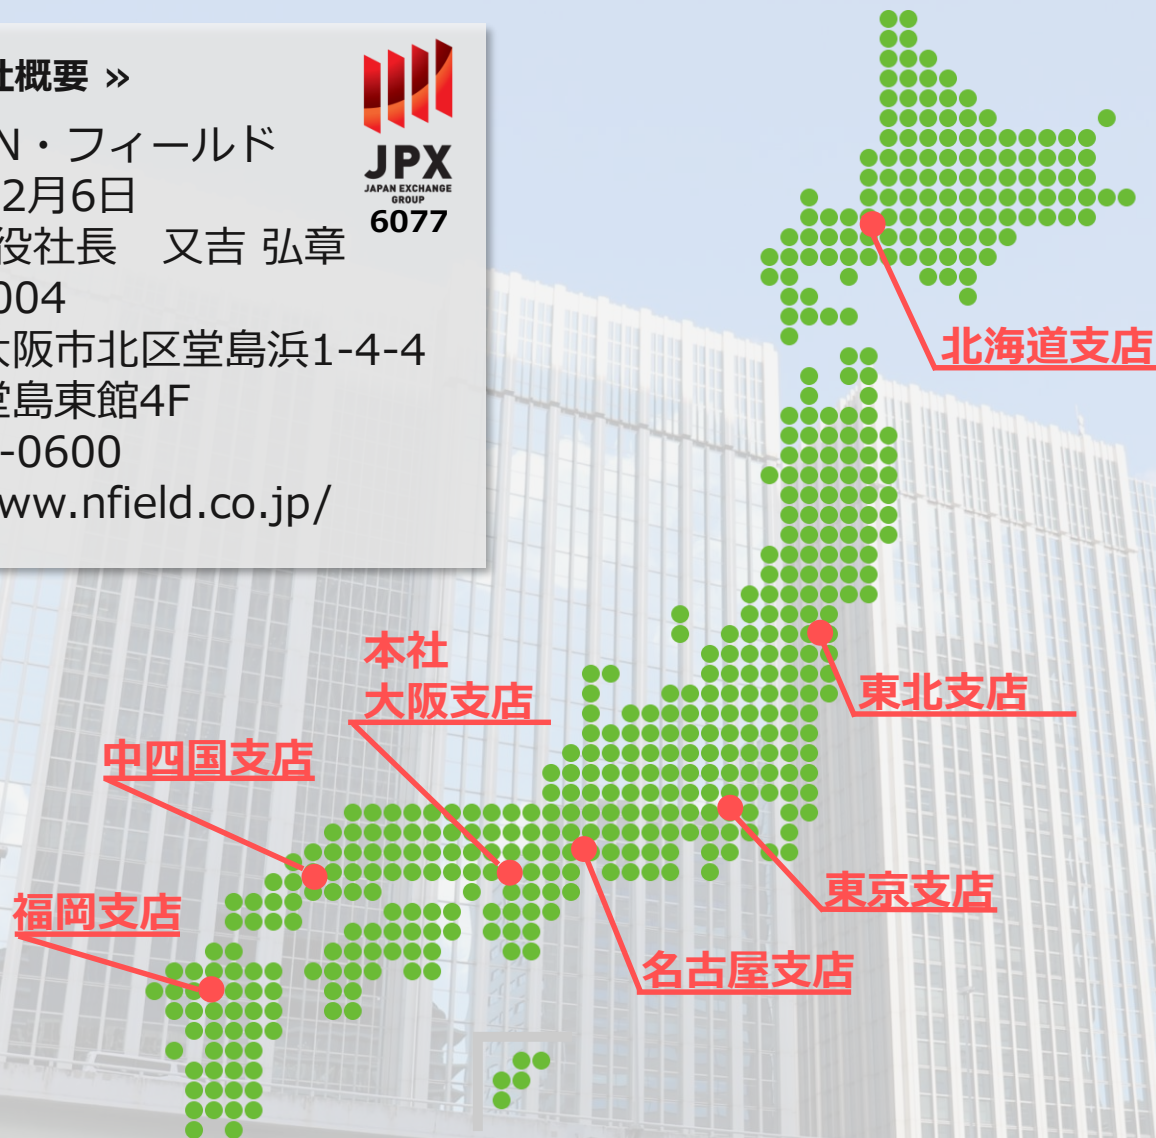 社概要 »
N・フィールド
2月6日
役社長　又吉 弘章
004
大阪市北区堂島浜1-4-4
堂島東館4F
-0600
ww.nfield.co.jp/
JPX
JAPAN EXCHANGE
GROUP
6077
北海道支店
東北支店
本社
大阪支店
中四国支店
東京支店
福岡支店
名古屋支店